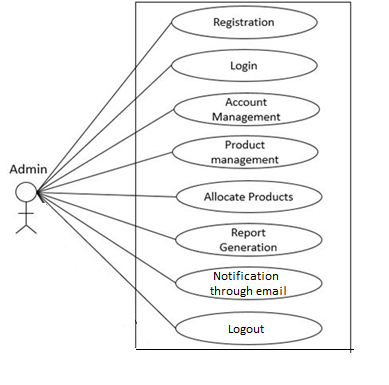 Registration
Login
Account
Management
Product
management
Admin
Allocate Products
Report
Generation
Notification
through email
Logout